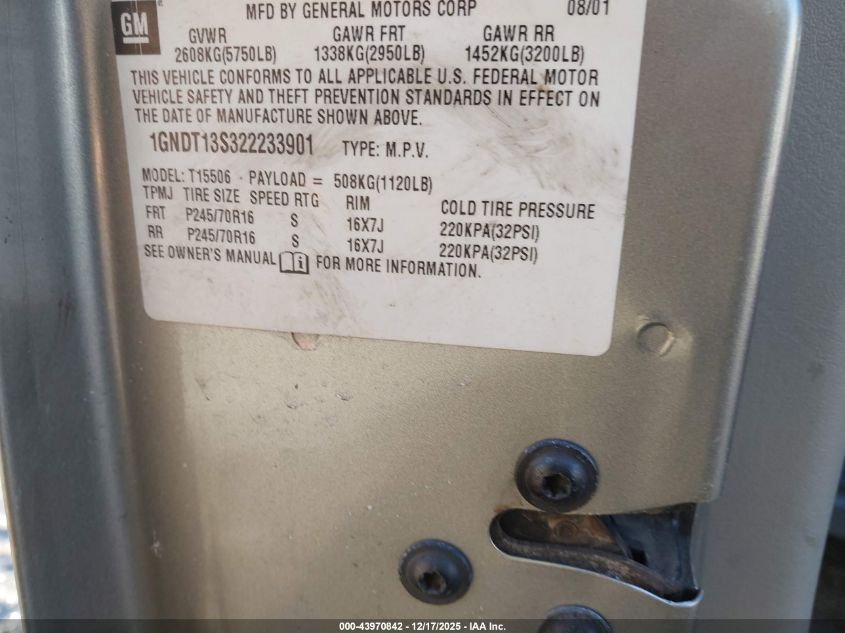 GM
MFD BY GENERAL MOTORS CORP 08/01
GVWR GAWR FRT GAWR RR
2608KG(5750LB) 1338KG(2950LB) 1452KG(3200LB)
THIS VEHICLE CONFORMS TO ALL APPLICABLE U.S. FEDERAL MOTOR
VEHICLE SAFETY AND THEFT PREVENTION STANDARDS IN EFFECT ON
THE DATE OF MANUFACTURE SHOWN ABOVE.
1GNDT13S322233901 TYPE: M.P.V.
MODEL: T15506 - PAYLOAD = 508KG(1120LB)
TPMJ TIRE SIZE SPEED RTG RIM COLD TIRE PRESSURE
FRT P245/70R16 S 16X7J 220KPA(32PSI)
RR P245/70R16 S 16X7J 220KPA(32PSI)
SEE OWNER'S MANUAL FOR MORE INFORMATION.
000-43970842 - 12/17/2025 - IAA Inc.